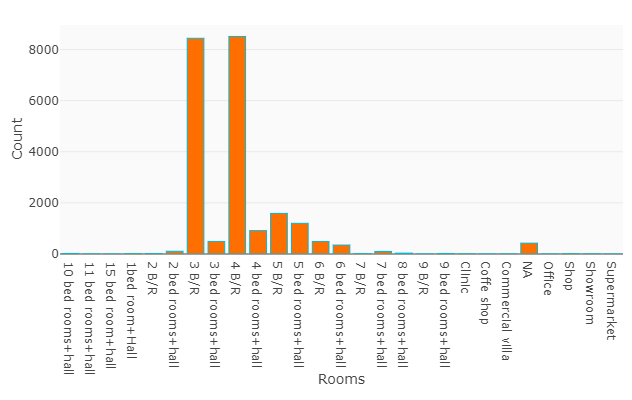 8000
6000
4000
2000
0
Count
10 bed rooms+hall
11 bed rooms+hall
15 bed room+hall
1bed room+Hall
2 B/R
2 bed rooms+hall
3 B/R
3 bed rooms+hall
4 B/R
4 bed rooms+hall
5 B/R
5 bed rooms+hall
6 B/R
6 bed rooms+hall
7 B/R
7 bed rooms+hall
8 bed rooms+hall
9 B/R
9 bed rooms+hall
Clinic
Coffe shop
Commercial villa
NA
Office
Shop
Showroom
Supermarket
Rooms